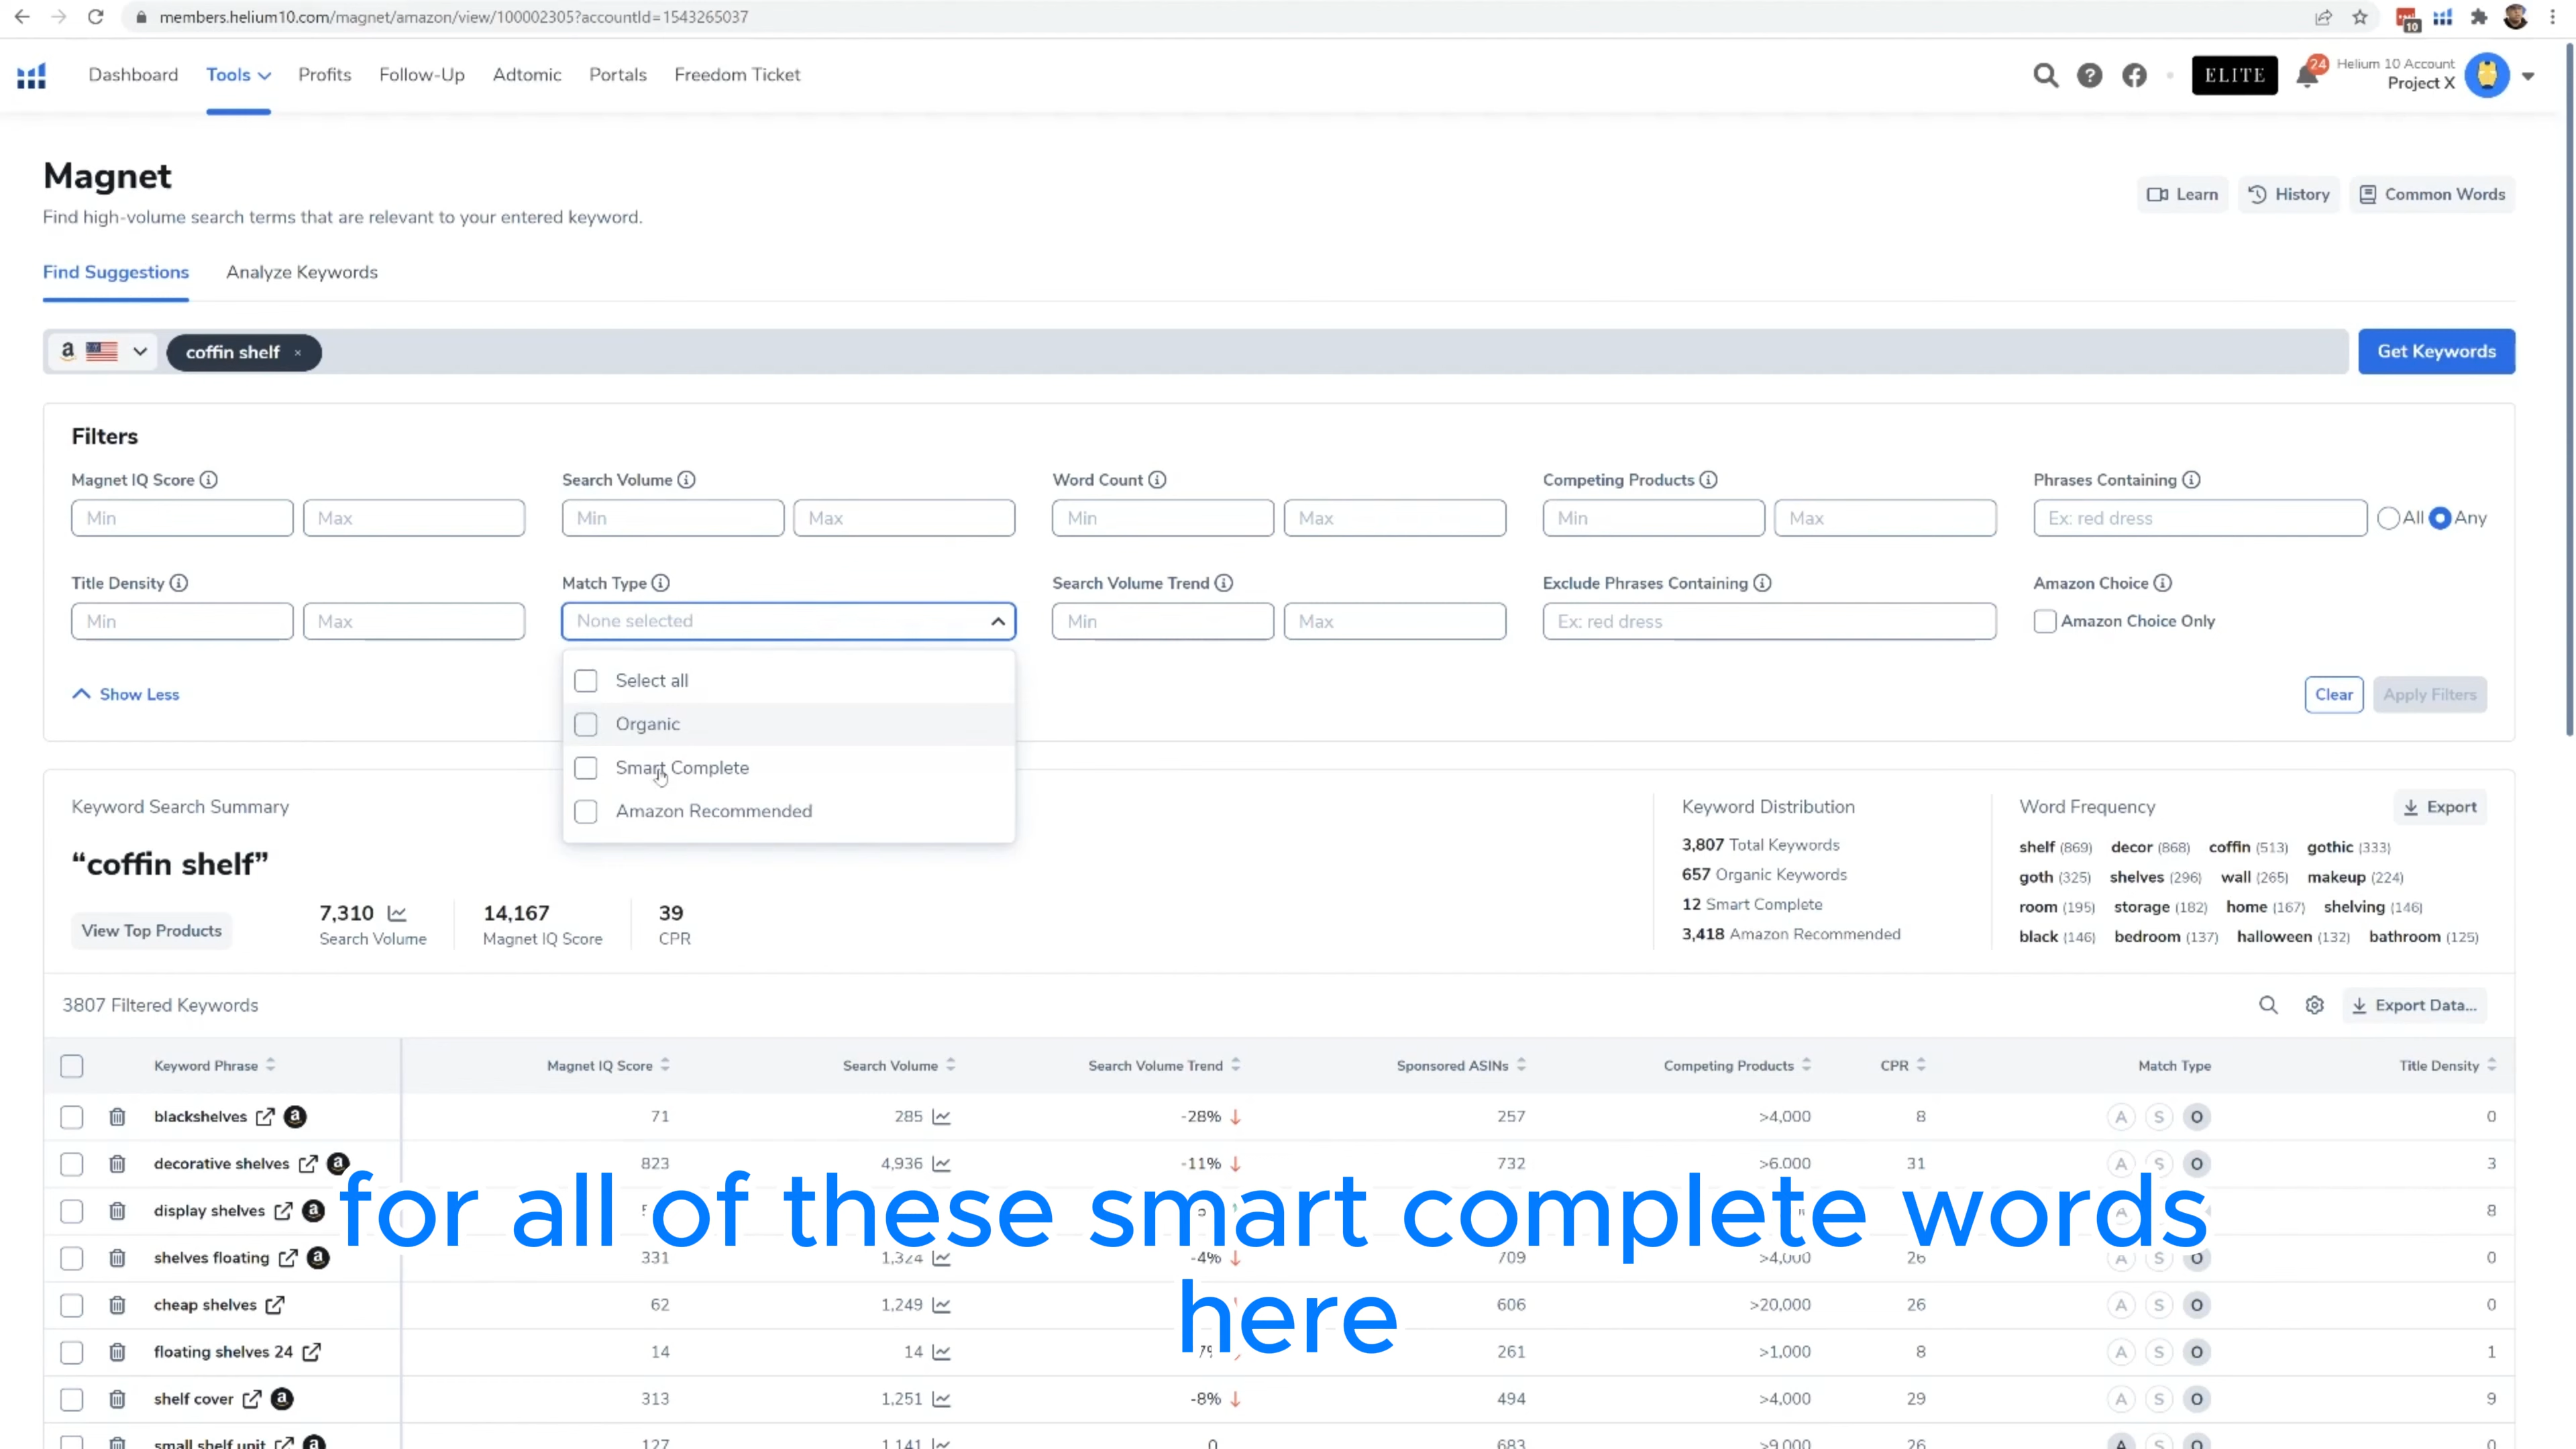 members.helium10.com/magnet/amazon/view/100002305?accountId=1543265037
10
Dashboard Tools Profits Follow-Up Adtomic Portals Freedom Ticket
ELITE 24 Helium 10 Account
Project X
Magnet
Find high-volume search terms that are relevant to your entered keyword.
Learn History Common Words
Find Suggestions Analyze Keywords
a coffin shelf × Get Keywords
Filters
Magnet IQ Score Search Volume Word Count Competing Products Phrases Containing
Min Max Min Max Min Max Min Max Ex: red dress All Any
Title Density Match Type Search Volume Trend Exclude Phrases Containing Amazon Choice
Min Max None selected Min Max Ex: red dress Amazon Choice Only
Select all
Show Less Clear Apply Filters
Organic
Smart Complete
Amazon Recommended
Keyword Search Summary Keyword Distribution Word Frequency Export
3,807 Total Keywords shelf (869) decor (868) coffin (513) gothic (333)
“coffin shelf”
657 Organic Keywords goth (325) shelves (296) wall (265) makeup (224)
12 Smart Complete room (195) storage (182) home (167) shelving (146)
7,310 14,167 39
View Top Products Search Volume Magnet IQ Score CPR
3,418 Amazon Recommended black (146) bedroom (137) halloween (132) bathroom (125)
3807 Filtered Keywords Export Data...
Keyword Phrase Magnet IQ Score Search Volume Search Volume Trend Sponsored ASINs Competing Products CPR Match Type Title Density
blackshelves a 71 285 -28% 257 >4,000 8 A S O 0
decorative shelves a 823 4,936 -11% 732 >6,000 31 A S O 3
display shelves a 8
for all of these smart complete words
shelves floating a 331 1,324 -4% 709 >4,000 26 A S O 0
cheap shelves 62 1,249 606 >20,000 26 A S O 0
here
floating shelves 24 14 14 261 >1,000 8 A S O 1
shelf cover a 313 1,251 -8% 494 >4,000 29 A S O 9
small shelf unit a 127 1,141 0 683 >9,000 26 A S O 0